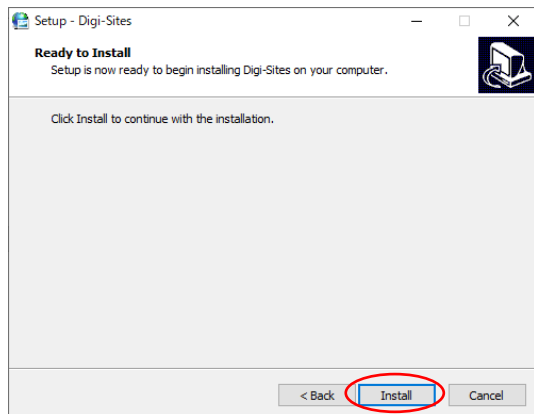 Setup - Digi-Sites
Ready to Install
Setup is now ready to begin installing Digi-Sites on your computer.
Click Install to continue with the installation.
< Back
Install
Cancel